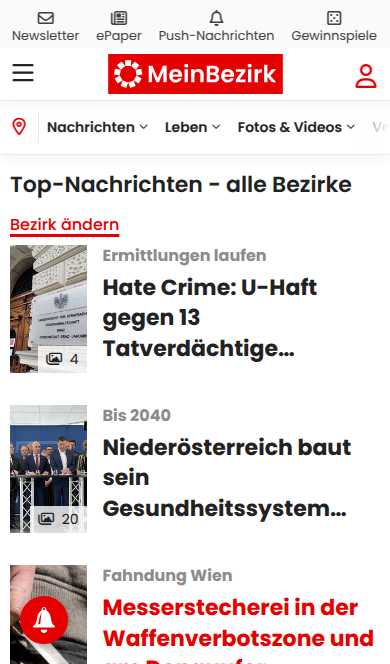 Newsletter ePaper Push-Nachrichten Gewinnspiele
MeinBezirk
Nachrichten Leben Fotos & Videos
Top-Nachrichten - alle Bezirke
Bezirk ändern
Ermittlungen laufen
Hate Crime: U-Haft
gegen 13
Tatverdächtige...
4
Bis 2040
Niederösterreich baut
sein
Gesundheitssystem...
20
Fahndung Wien
Messerstecherei in der
Waffenverbotszone und